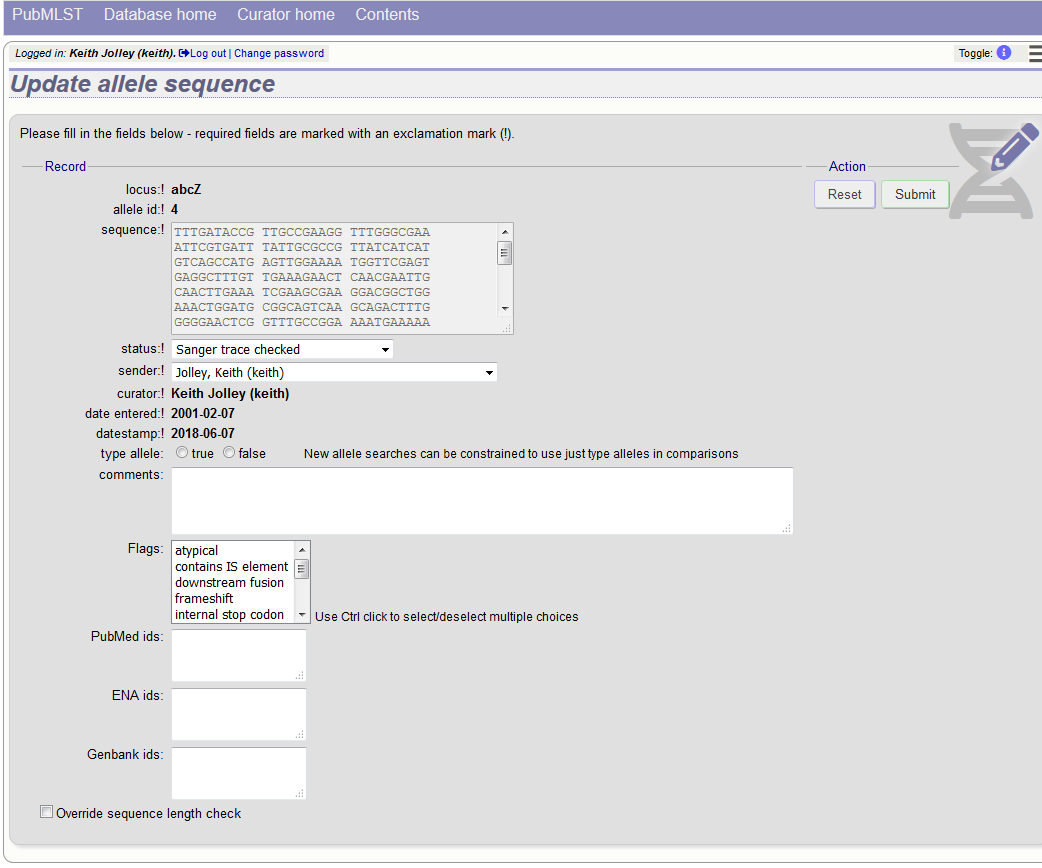 PubMLST Database home Curator home Contents
Logged in: Keith Jolley (keith). Log out | Change password
Toggle: i
Update allele sequence
Please fill in the fields below - required fields are marked with an exclamation mark (!).
Record
Action
Reset Submit
locus:! abcZ
allele id:! 4
sequence:! TTTGATACCG TTGCCGAAGG TTTGGGCGAA
ATTCGTGATT TATTGCGCCG TTATCATCAT
GTCAGCCATG AGTTGGAAAA TGGTTCGAGT
GAGGCTTTGT TGAAAGAACT CAACGAATTG
CAACTTGAAA TCGAAGCGAA GGACGGCTGG
AAACTGGATG CGGCAGTCAA GCAGACTTTG
GGGGAACTCG GTTTGCCGGA AAATGAAAAA
status:! Sanger trace checked
sender:! Jolley, Keith (keith)
curator:! Keith Jolley (keith)
date entered:! 2001-02-07
datestamp:! 2018-06-07
type allele: true false New allele searches can be constrained to use just type alleles in comparisons
comments:
Flags: atypical
contains IS element
downstream fusion
frameshift
internal stop codon Use Ctrl click to select/deselect multiple choices
PubMed ids:
ENA ids:
Genbank ids:
Override sequence length check